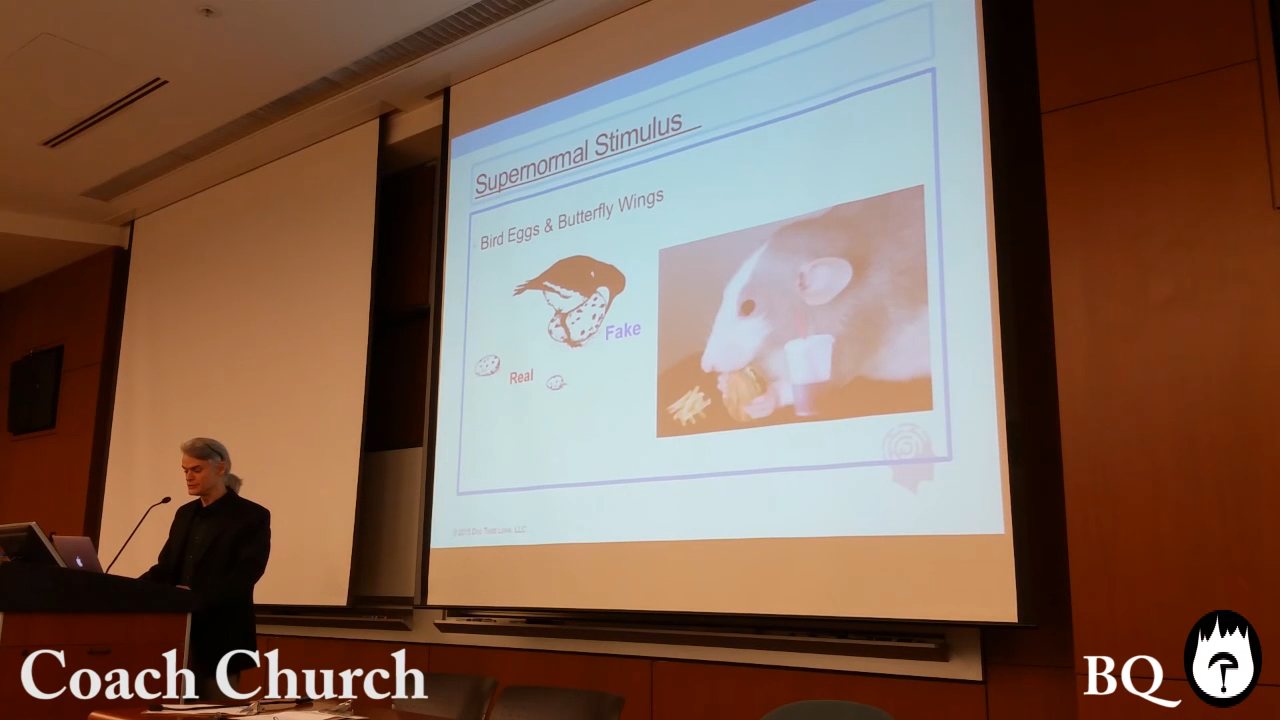 Supernormal Stimulus
Bird Eggs & Butterfly Wings
Fake
Real
Coach Church
BQ